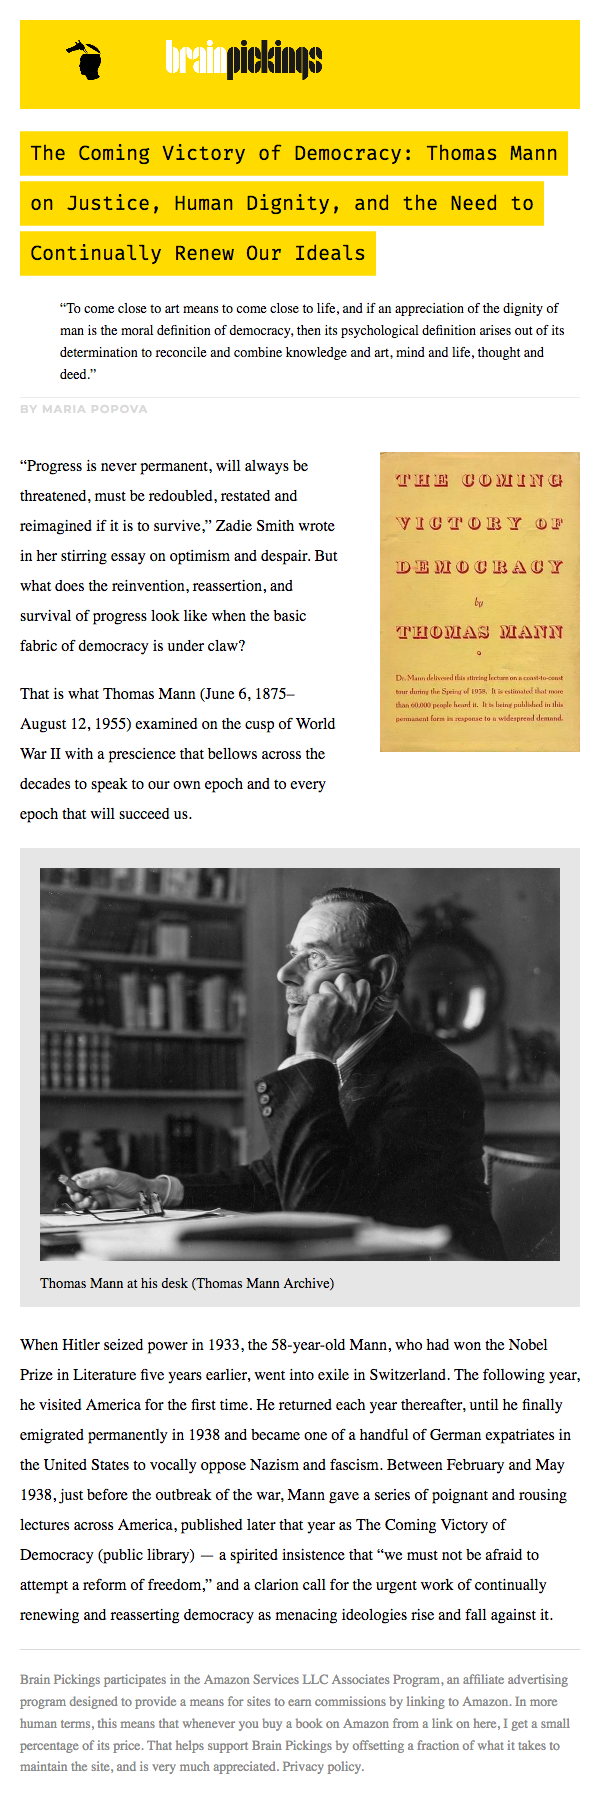 brainpickings
The Coming Victory of Democracy: Thomas Mann
on Justice, Human Dignity, and the Need to
Continually Renew Our Ideals
“To come close to art means to come close to life, and if an appreciation of the dignity of
man is the moral definition of democracy, then its psychological definition arises out of its
determination to reconcile and combine knowledge and art, mind and life, thought and
deed.”
BY MARIA POPOVA
“Progress is never permanent, will always be
threatened, must be redoubled, restated and
reimagined if it is to survive,” Zadie Smith wrote
in her stirring essay on optimism and despair. But
what does the reinvention, reassertion, and
survival of progress look like when the basic
fabric of democracy is under claw?
That is what Thomas Mann (June 6, 1875–
August 12, 1955) examined on the cusp of World
War II with a prescience that bellows across the
decades to speak to our own epoch and to every
epoch that will succeed us.
THE COMING
VICTORY OF
DEMOCRACY
by
THOMAS MANN
Dr. Mann delivered this stirring lecture on a coast-to-coast
tour during the Spring of 1938. It is estimated that more
than 60,000 people heard it. It is being published in this
permanent form in response to a widespread demand.
Thomas Mann at his desk (Thomas Mann Archive)
When Hitler seized power in 1933, the 58-year-old Mann, who had won the Nobel
Prize in Literature five years earlier, went into exile in Switzerland. The following year,
he visited America for the first time. He returned each year thereafter, until he finally
emigrated permanently in 1938 and became one of a handful of German expatriates in
the United States to vocally oppose Nazism and fascism. Between February and May
1938, just before the outbreak of the war, Mann gave a series of poignant and rousing
lectures across America, published later that year as The Coming Victory of
Democracy (public library) — a spirited insistence that “we must not be afraid to
attempt a reform of freedom,” and a clarion call for the urgent work of continually
renewing and reasserting democracy as menacing ideologies rise and fall against it.
Brain Pickings participates in the Amazon Services LLC Associates Program, an affiliate advertising
program designed to provide a means for sites to earn commissions by linking to Amazon. In more
human terms, this means that whenever you buy a book on Amazon from a link on here, I get a small
percentage of its price. That helps support Brain Pickings by offsetting a fraction of what it takes to
maintain the site, and is very much appreciated. Privacy policy.